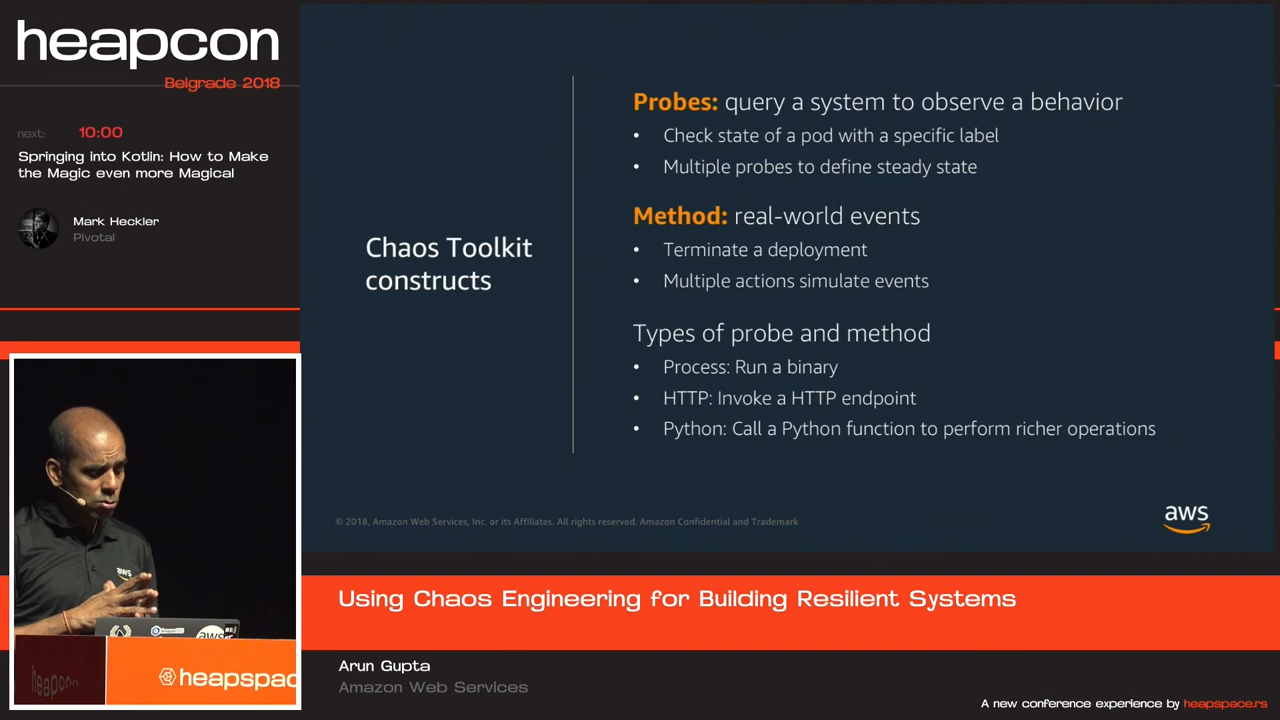 heapcon
Belgrade 2018
next: 10:00
Springing into Kotlin: How to Make
the Magic even more Magical
Mark Heckler
Pivotal
Chaos Toolkit
constructs
Probes: query a system to observe a behavior
• Check state of a pod with a specific label
• Multiple probes to define steady state
Method: real-world events
• Terminate a deployment
• Multiple actions simulate events
Types of probe and method
• Process: Run a binary
• HTTP: Invoke a HTTP endpoint
• Python: Call a Python function to perform richer operations
© 2018, Amazon Web Services, Inc. or its Affiliates. All rights reserved. Amazon Confidential and Trademark
aws
aws
aws
heapcon
heapspac
Using Chaos Engineering for Building Resilient Systems
Arun Gupta
Amazon Web Services
A new conference experience by heapspace.rs